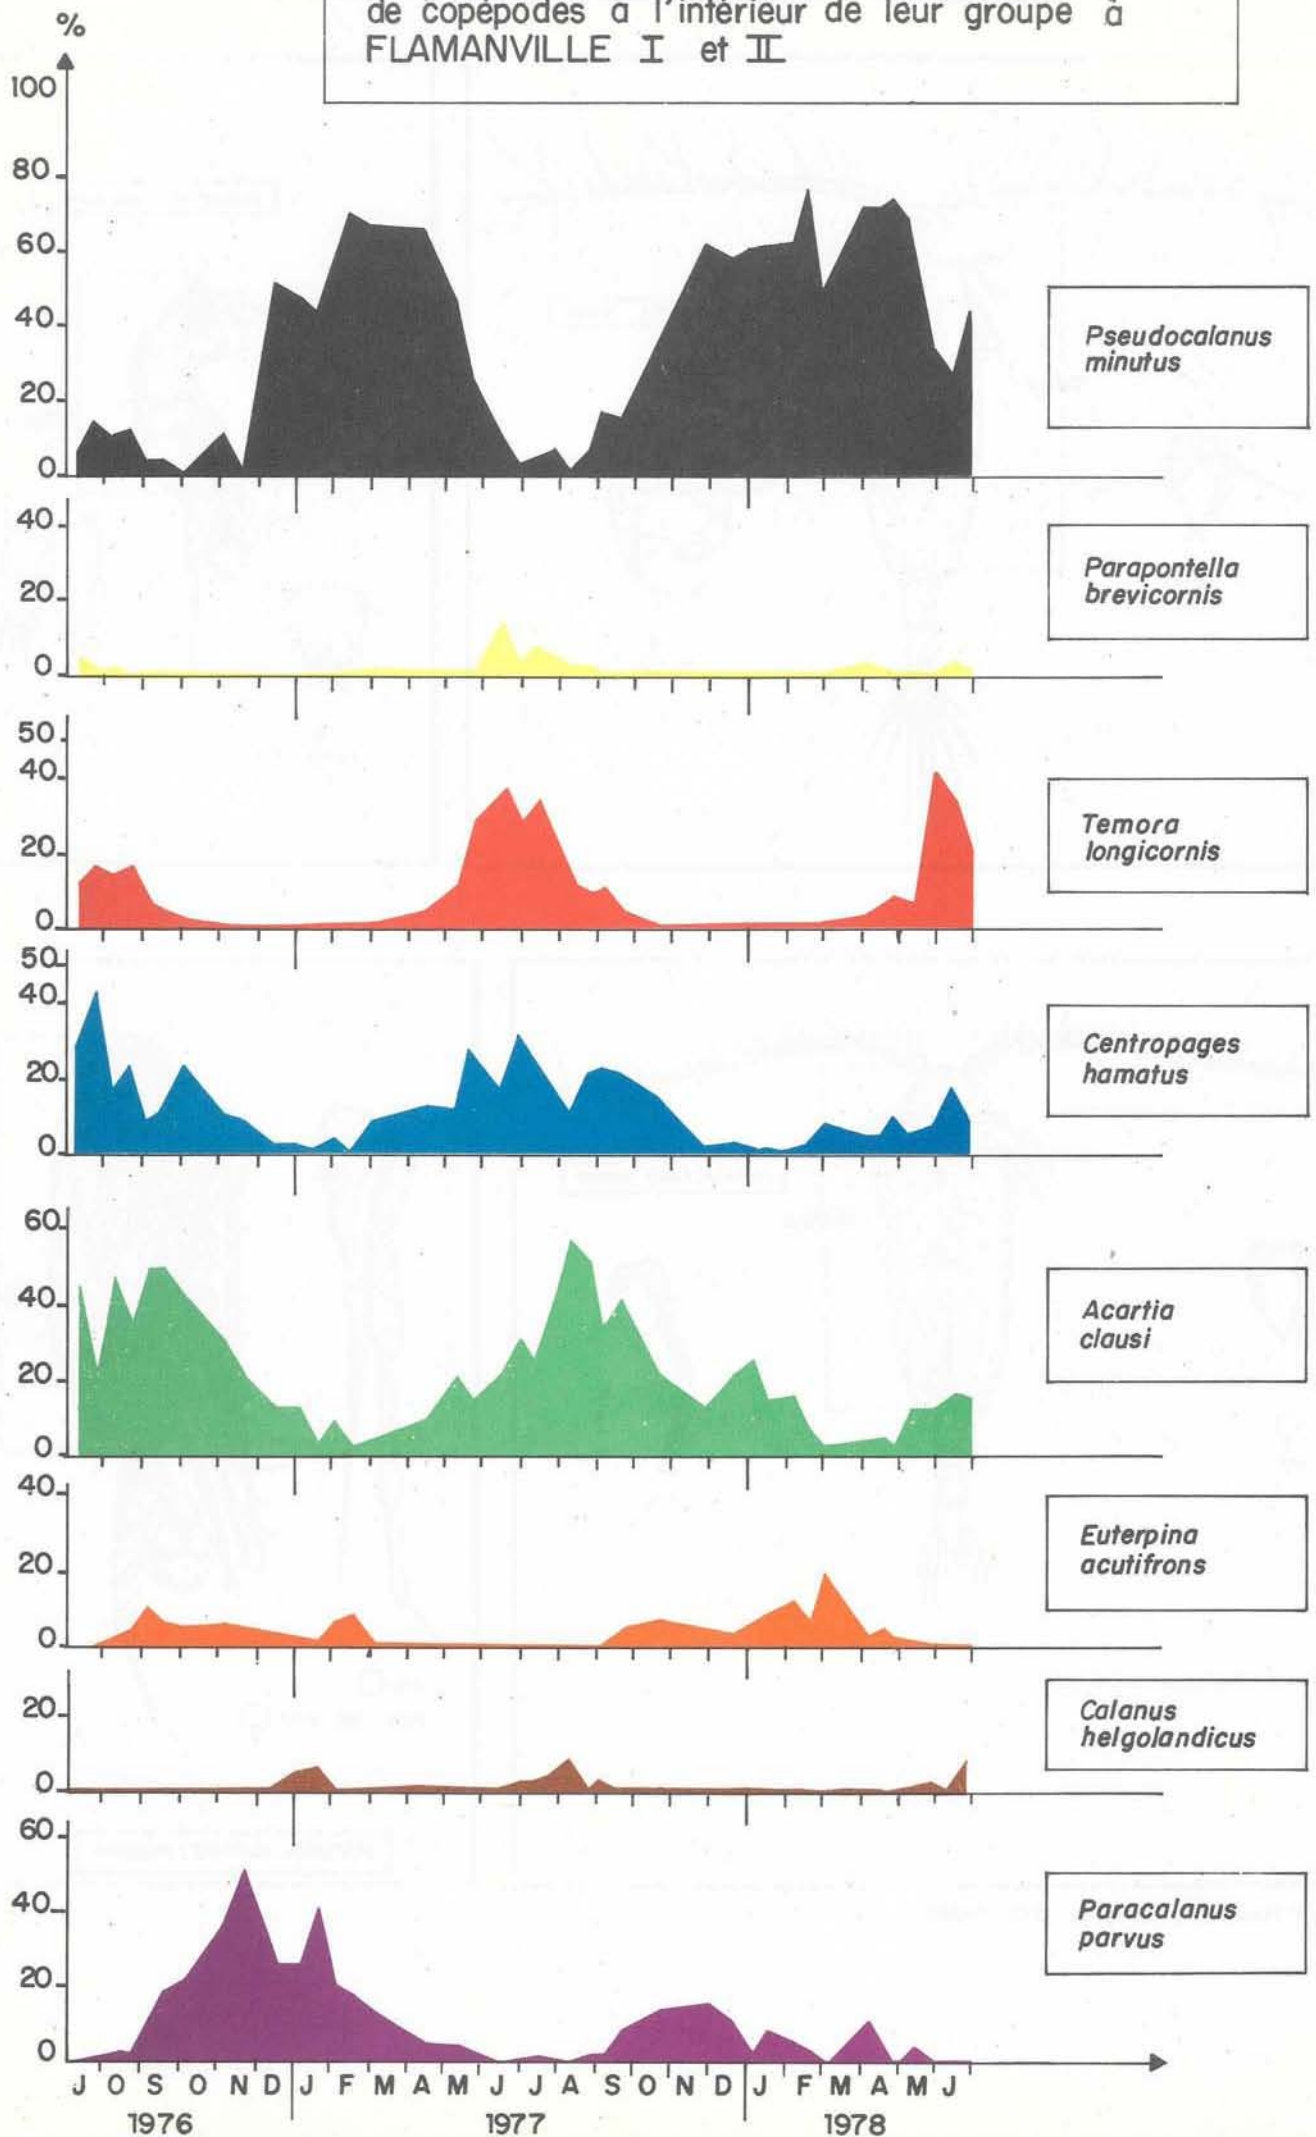 de copépodes à l'intérieur de leur groupe à
FLAMANVILLE I et II
%
100
80
60
40
20
0
Pseudocalanus
minutus
40
20
0
Parapontella
brevicornis
50
40
20
0
Temora
longicornis
50
40
20
0
Centropages
hamatus
60
40
20
0
Acartia
clausi
40
20
0
Euterpina
acutifrons
20
0
Calanus
helgolandicus
60
40
20
0
Paracalanus
parvus
J O S O N D J F M A M J J A S O N D J F M A M J
1976 1977 1978